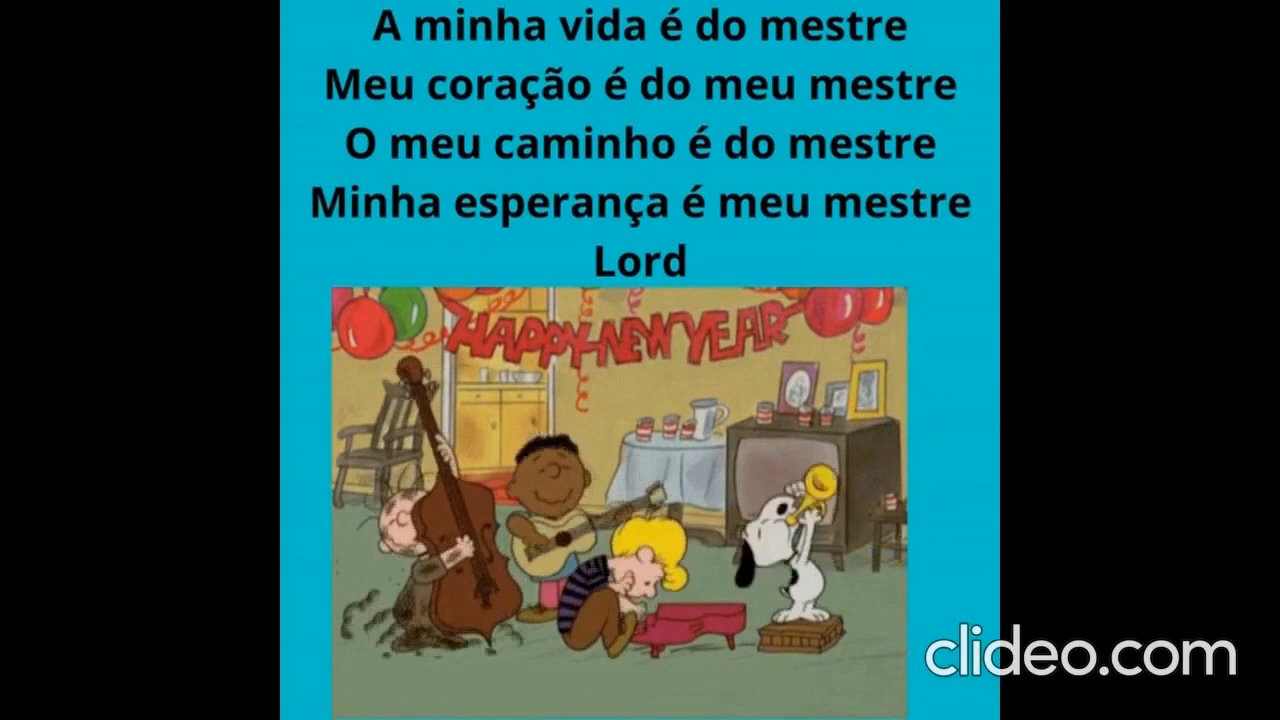 A minha vida é do mestre
Meu coração é do meu mestre
O meu caminho é do mestre
Minha esperança é meu mestre
Lord
HAPPY NEW YEAR
clideo.com